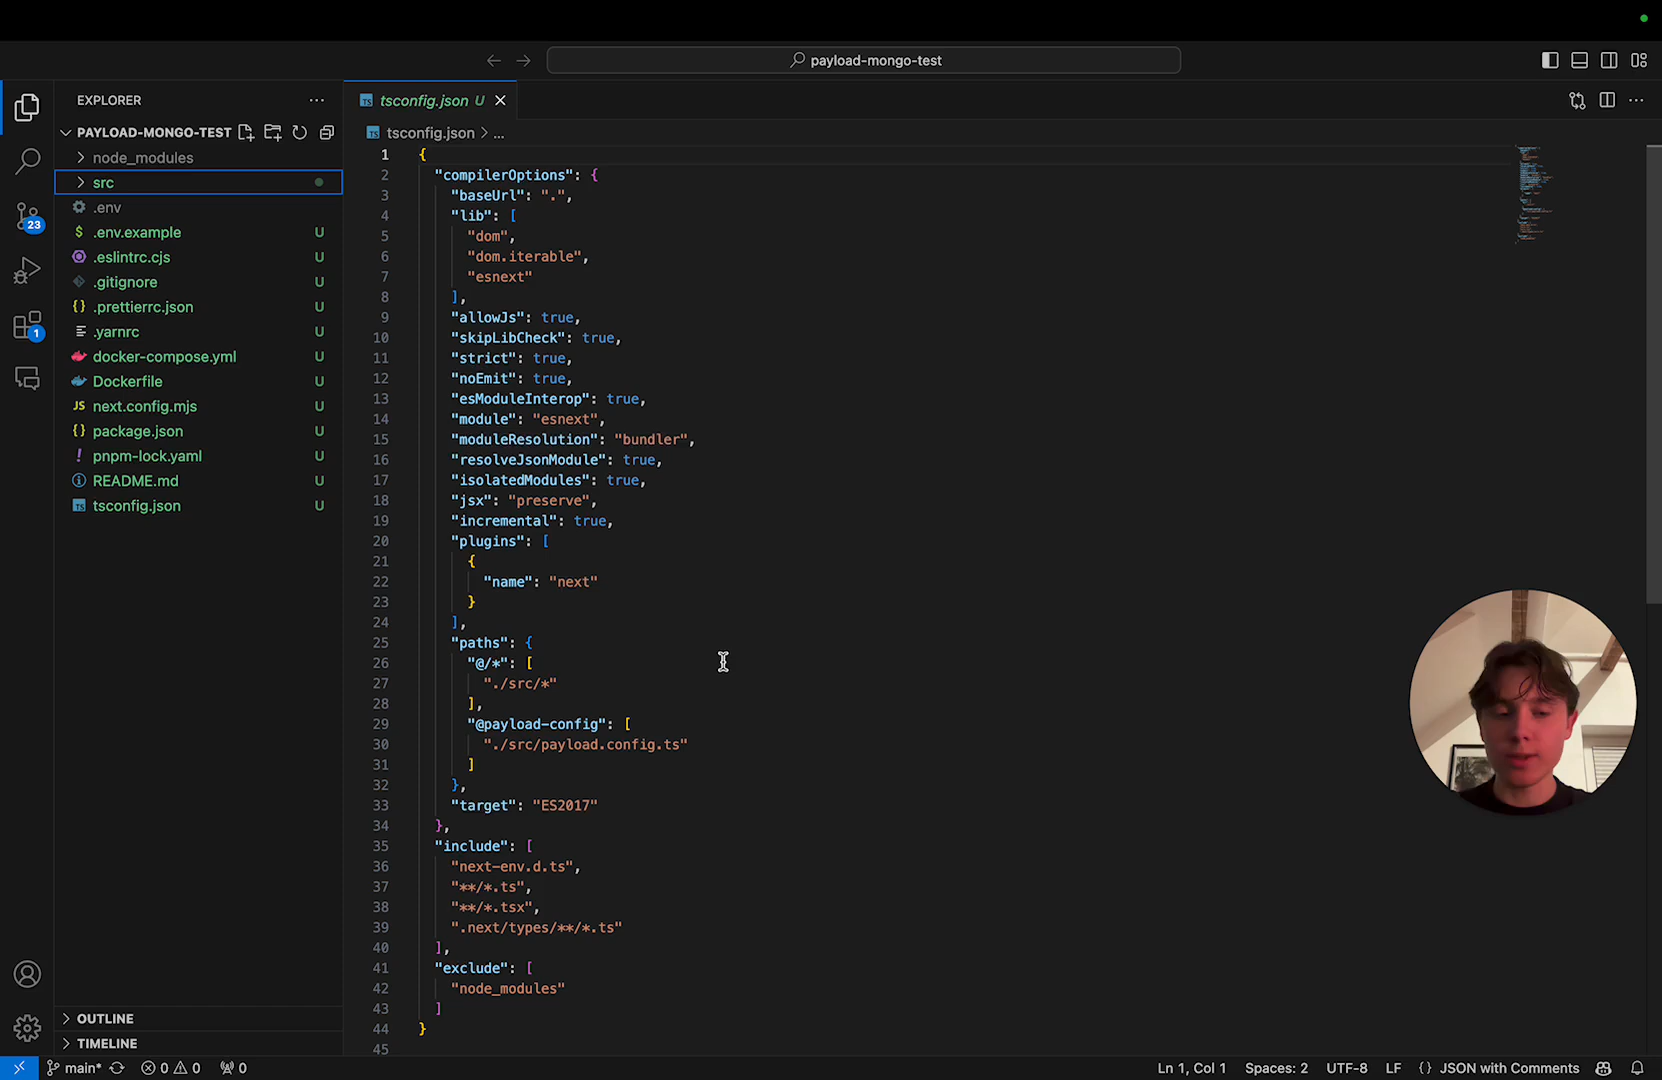 payload-mongo-test
EXPLORER
tsconfig.json U
PAYLOAD-MONGO-TEST
tsconfig.json > ...
node_modules
src
.env
.env.example U
.eslintrc.cjs U
.gitignore U
.prettierrc.json U
.yarnrc U
docker-compose.yml U
Dockerfile U
next.config.mjs U
package.json U
pnpm-lock.yaml U
README.md U
tsconfig.json U
23
1
1 {
2 "compilerOptions": {
3 "baseUrl": ".",
4 "lib": [
5 "dom",
6 "dom.iterable",
7 "esnext"
8 ],
9 "allowJs": true,
10 "skipLibCheck": true,
11 "strict": true,
12 "noEmit": true,
13 "esModuleInterop": true,
14 "module": "esnext",
15 "moduleResolution": "bundler",
16 "resolveJsonModule": true,
17 "isolatedModules": true,
18 "jsx": "preserve",
19 "incremental": true,
20 "plugins": [
21 {
22 "name": "next"
23 }
24 ],
25 "paths": {
26 "@/*": [
27 "./src/*"
28 ],
29 "@payload-config": [
30 "./src/payload.config.ts"
31 ]
32 },
33 "target": "ES2017"
34 },
35 "include": [
36 "next-env.d.ts",
37 "**/*.ts",
38 "**/*.tsx",
39 ".next/types/**/*.ts"
40 ],
41 "exclude": [
42 "node_modules"
43 ]
44 }
45
OUTLINE
TIMELINE
main* 0 0 0
Ln 1, Col 1 Spaces: 2 UTF-8 LF {} JSON with Comments